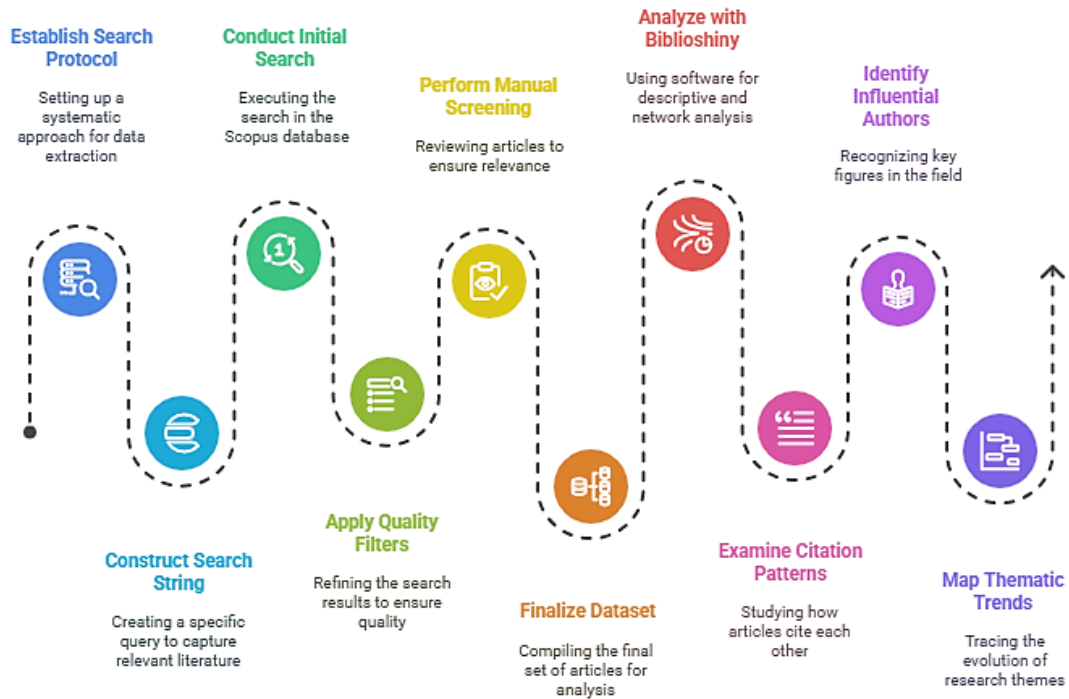 Establish Search
Protocol
Setting up a
systematic
approach for data
extraction
Construct Search
String
Creating a specific
query to capture
relevant literature
Conduct Initial
Search
Executing the
search in the
Scopus database
1
Apply Quality
Filters
Refining the search
results to ensure
quality
Perform Manual
Screening
Reviewing articles to
ensure relevance
Finalize Dataset
Compiling the final
set of articles for
analysis
Analyze with
Biblioshiny
Using software for
descriptive and
network analysis
Examine Citation
Patterns
Studying how
articles cite each
other
Identify
Influential
Authors
Recognizing key
figures in the field
Map Thematic
Trends
Tracing the
evolution of
research themes